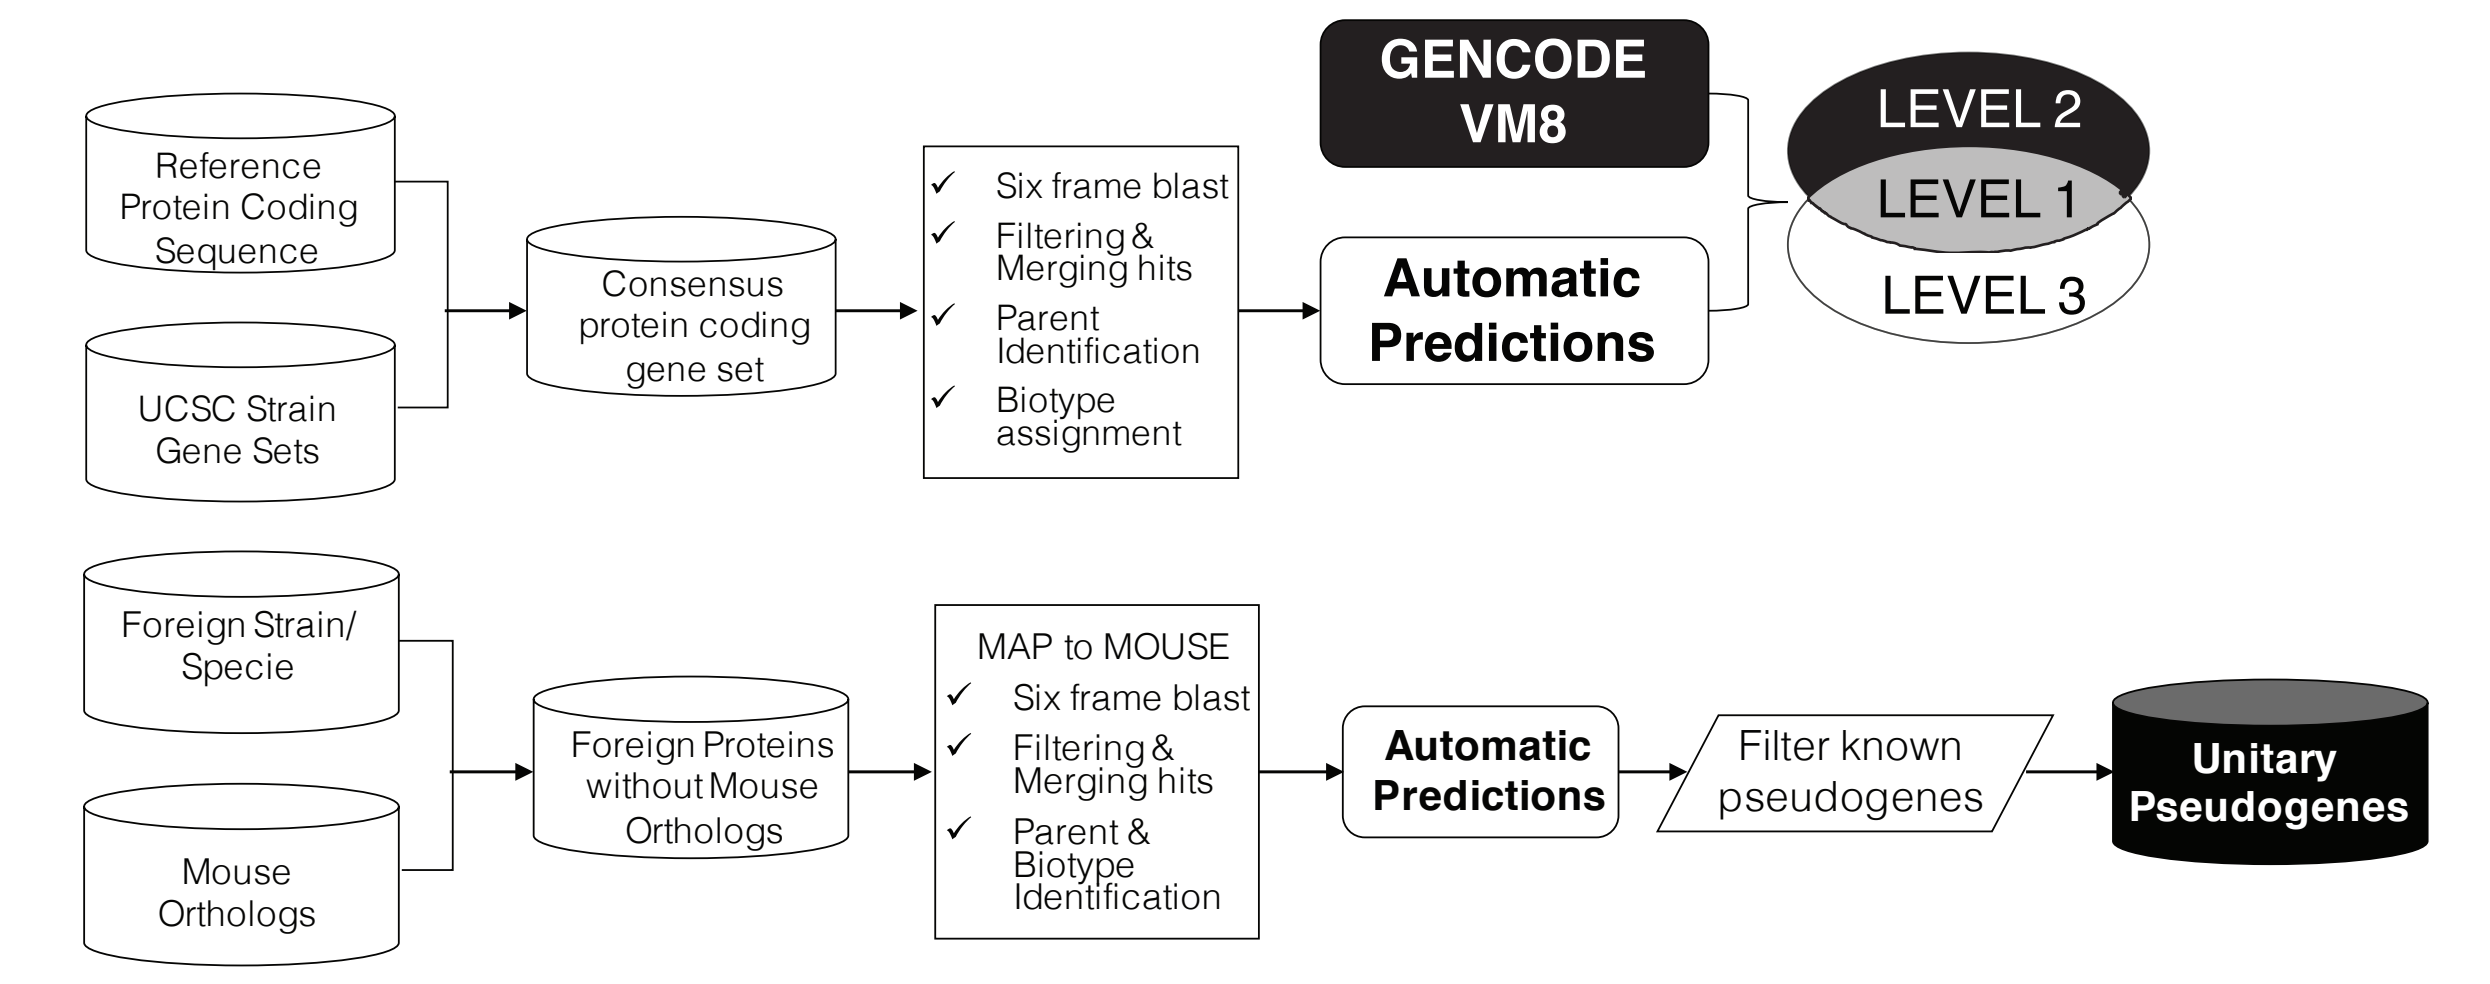 Reference
Protein Coding
Sequence
UCSC Strain
Gene Sets
Consensus
protein coding
gene set
✓ Six frame blast
✓ Filtering &
Merging hits
✓ Parent
Identification
✓ Biotype
assignment
GENCODE
VM8
Automatic
Predictions
LEVEL 2
LEVEL 1
LEVEL 3
Foreign Strain/
Specie
Mouse
Orthologs
Foreign Proteins
without Mouse
Orthologs
MAP to MOUSE
✓ Six frame blast
✓ Filtering &
Merging hits
✓ Parent &
Biotype
Identification
Automatic
Predictions
Filter known
pseudogenes
Unitary
Pseudogenes